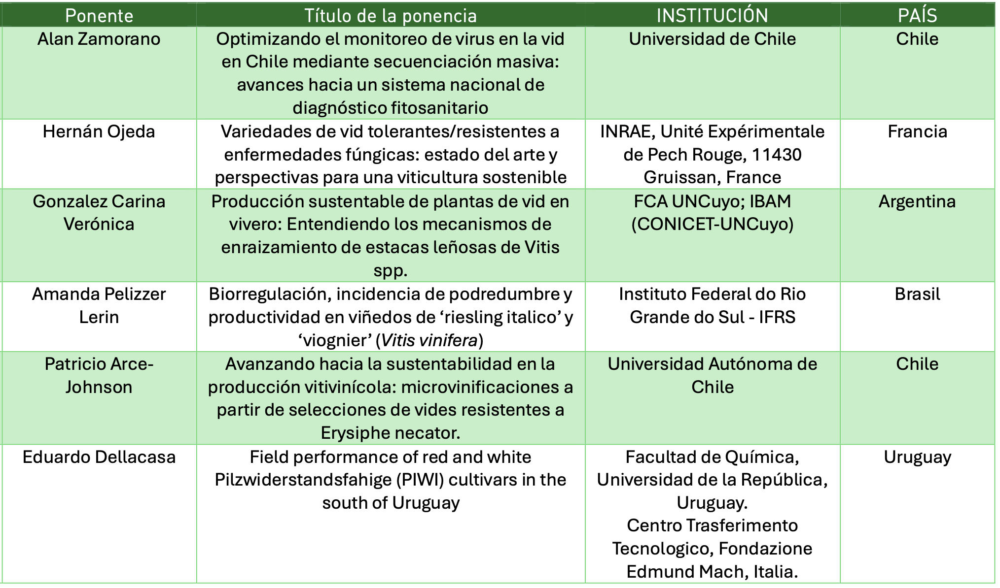 Ponente
Título de la ponencia
INSTITUCIÓN
PAÍS
Alan Zamorano
Optimizando el monitoreo de virus en la vid
en Chile mediante secuenciación masiva:
avances hacia un sistema nacional de
diagnóstico fitosanitario
Universidad de Chile
Chile
Hernán Ojeda
Variedades de vid tolerantes/resistentes a
enfermedades fúngicas: estado del arte y
perspectivas para una viticultura sostenible
INRAE, Unité Expérimentale
de Pech Rouge, 11430
Gruissan, France
Francia
Gonzalez Carina
Verónica
Producción sustentable de plantas de vid en
vivero: Entendiendo los mecanismos de
enraizamiento de estacas leñosas de Vitis
spp.
FCA UNCuyo; IBAM
(CONICET-UNCuyo)
Argentina
Amanda Pelizzer
Lerin
Biorregulación, incidencia de podredumbre y
productividad en viñedos de ‘riesling italico’ y
‘viognier’ (Vitis vinifera)
Instituto Federal do Rio
Grande do Sul - IFRS
Brasil
Patricio Arce-
Johnson
Avanzando hacia la sustentabilidad en la
producción vitivinícola: microvinificaciones a
partir de selecciones de vides resistentes a
Erysiphe necator.
Universidad Autónoma de
Chile
Chile
Eduardo Dellacasa
Field performance of red and white
Pilzwiderstandsfahige (PIWI) cultivars in the
south of Uruguay
Facultad de Química,
Universidad de la República,
Uruguay.
Centro Trasferimento
Tecnologico, Fondazione
Edmund Mach, Italia.
Uruguay